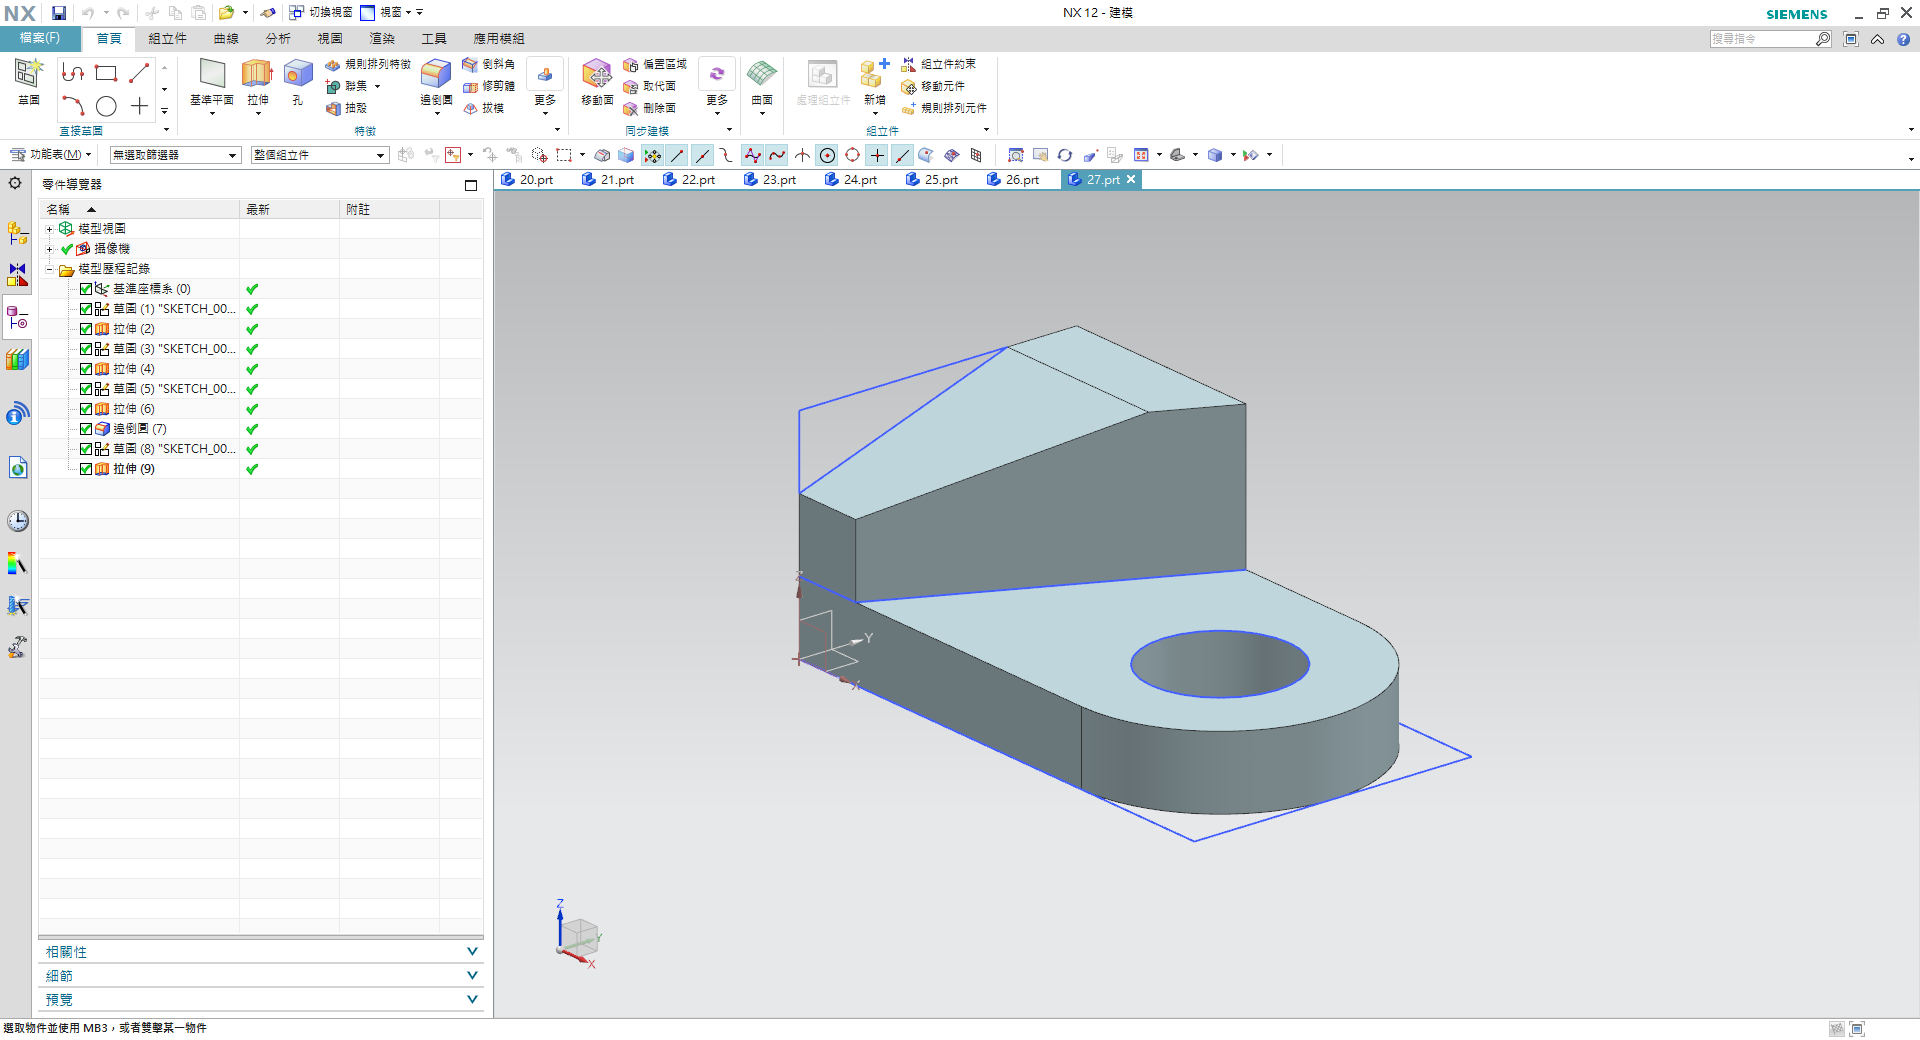 NX 切換視窗 視窗 NX 12 - 建模 SIEMENS
檔案(F) 首頁 組立件 曲線 分析 視圖 渲染 工具 應用模組 搜尋指令
草圖 基準平面 拉伸 孔 規則排列特徵 聯集 抽殼 邊倒圓 倒斜角 修剪體 拔模 更多 移動面 偏置區域 取代面 刪除面 更多 曲面 處理組立件 新增 組立件約束 移動元件 規則排列元件
直接草圖 特徵 同步建模 組立件
功能表(M) 無選取篩選器 整個組立件
零件導覽器 20.prt 21.prt 22.prt 23.prt 24.prt 25.prt 26.prt 27.prt
名稱 最新 附註
模型視圖
攝像機
模型歷程記錄
基準座標系 (0)
草圖 (1) "SKETCH_00...
拉伸 (2)
草圖 (3) "SKETCH_00...
拉伸 (4)
草圖 (5) "SKETCH_00...
拉伸 (6)
邊倒圓 (7)
草圖 (8) "SKETCH_00...
拉伸 (9)
Z
Y
X
Z
Y
X
相關性
細節
預覽
選取物件並使用 MB3，或者雙擊某一物件